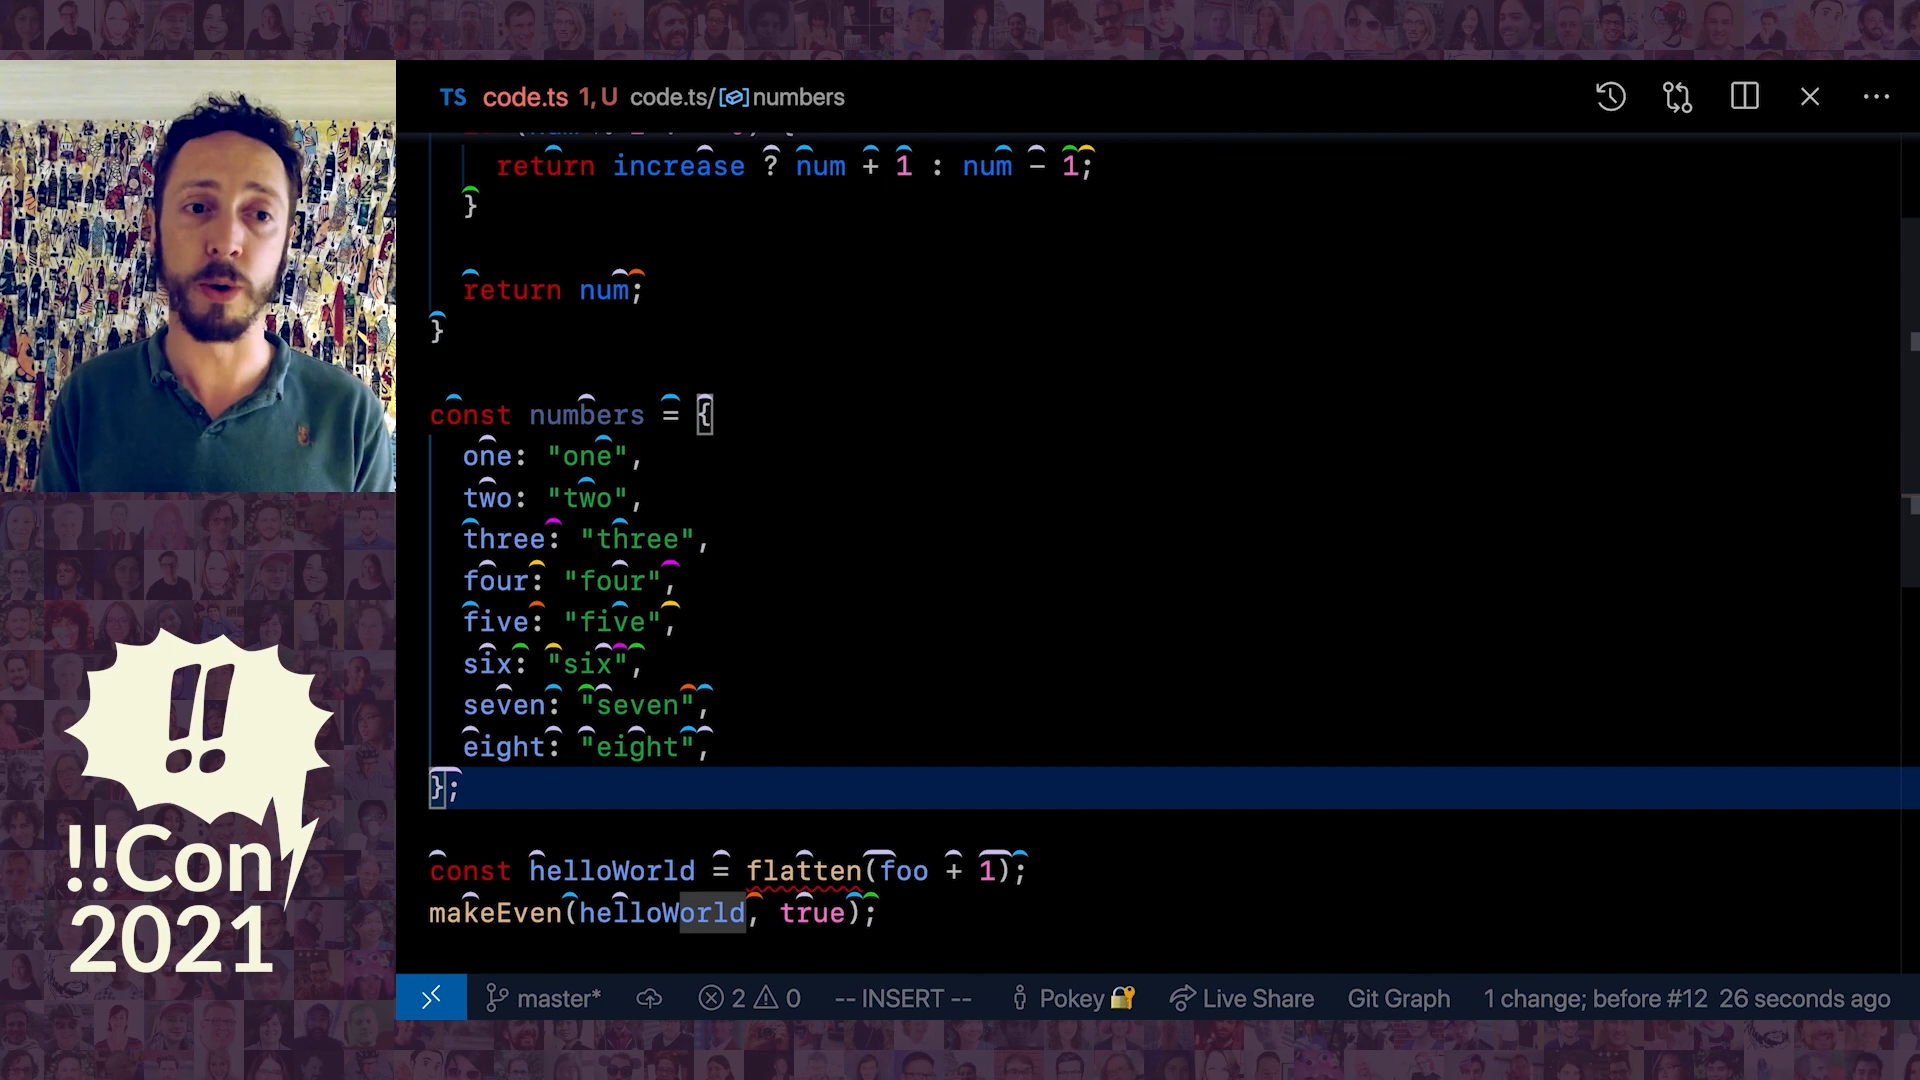 TS code.ts 1, U code.ts/numbers
return increase ? num + 1 : num - 1;
}
return num;
}
const numbers = {
one: "one",
two: "two",
three: "three",
four: "four",
five: "five",
six: "six",
seven: "seven",
eight: "eight",
};
const helloWorld = flatten(foo + 1);
makeEven(helloWorld, true);
master* 2 0 -- INSERT -- Pokey Live Share Git Graph 1 change; before #12 26 seconds ago
!!
!!Con
2021